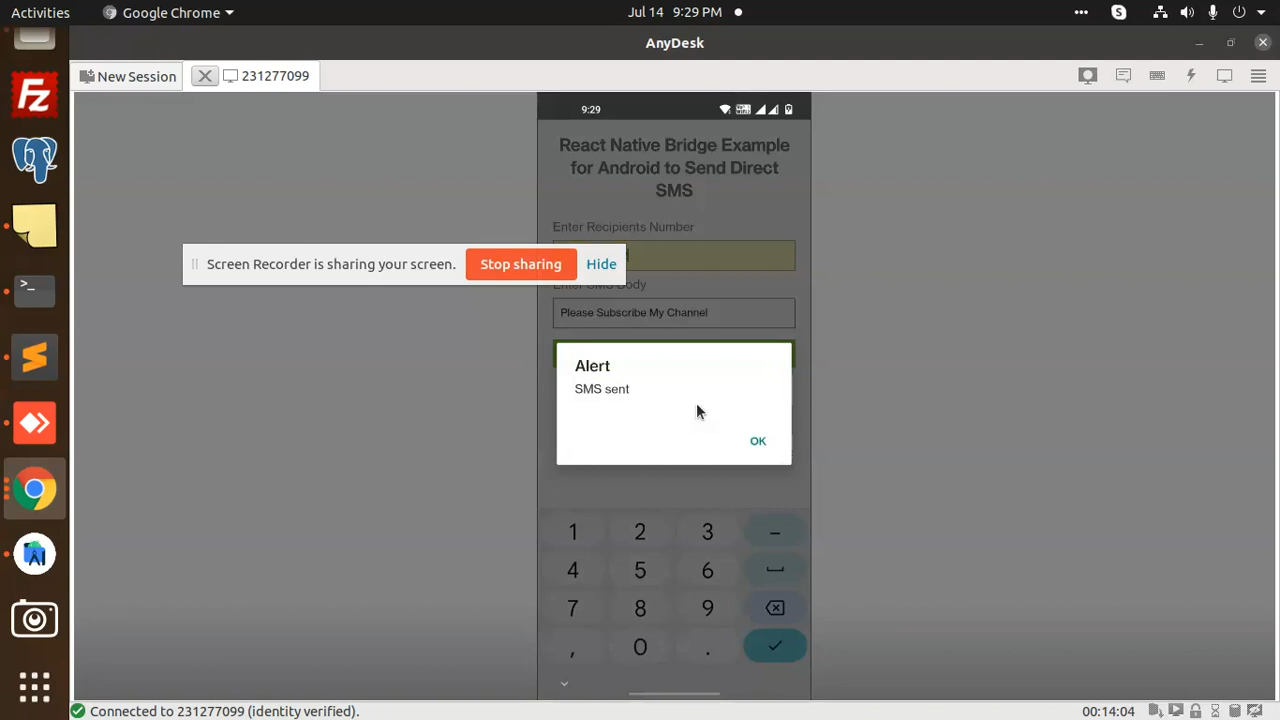 Activities
Google Chrome
Jul 14 9:29 PM
AnyDesk
New Session
231277099
9:29
React Native Bridge Example
for Android to Send Direct
SMS
Enter Recipients Number
Screen Recorder is sharing your screen.
Stop sharing
Hide
Enter SMS Body
Please Subscribe My Channel
Alert
SMS sent
OK
1 2 3 –
4 5 6
7 8 9
, 0 .
Connected to 231277099 (identity verified).
00:14:04